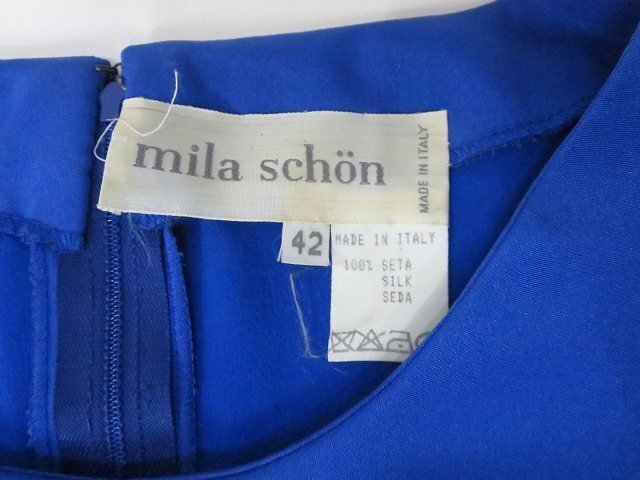 mila schön
MADE IN ITALY
42
MADE IN ITALY
100% SETA
SILK
SEDA